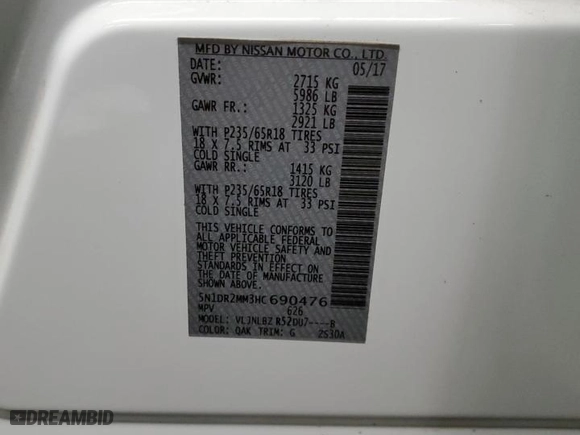 MFD BY NISSAN MOTOR CO., LTD.
DATE: 05/17
GVWR: 2715 KG
5986 LB
GAWR FR.: 1325 KG
2921 LB
WITH P235/65R18 TIRES
18 X 7.5 RIMS AT 33 PSI
COLD SINGLE
GAWR RR.: 1415 KG
3120 LB
WITH P235/65R18 TIRES
18 X 7.5 RIMS AT 33 PSI
COLD SINGLE
THIS VEHICLE CONFORMS TO
ALL APPLICABLE FEDERAL
MOTOR VEHICLE SAFETY AND
THEFT PREVENTION
STANDARDS IN EFFECT ON
THE DATE OF MANUFACTURE
SHOWN ABOVE.
5N1DR2MM3HC690476
MPV 626
MODEL: VLJNLBZ R52DU7----B
COLOR: QAK TRIM: G 2530A
DREAMBID